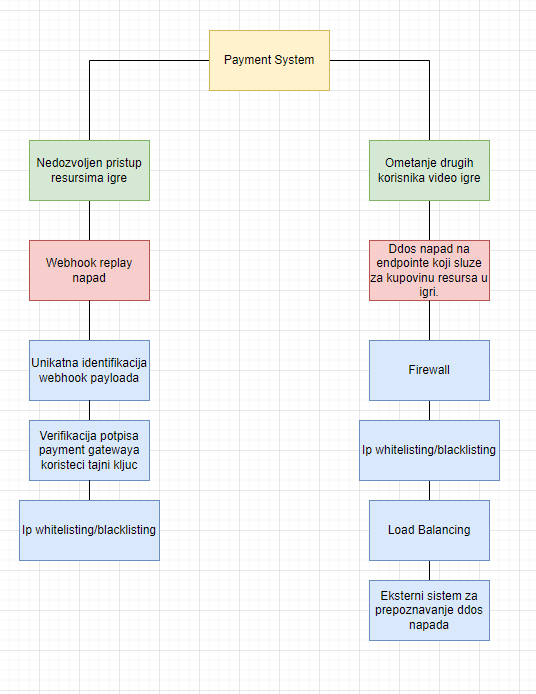 Payment System
Nedozvoljen pristup
resursima igre
Ometanje drugih
korisnika video igre
Webhook replay
napad
Ddos napad na
endpointe koji sluze
za kupovinu resursa u
igri.
Unikatna identifikacija
webhook payloada
Firewall
Verifikacija potpisa
payment gatewaya
koristeci tajni kljuc
Ip whitelisting/blacklisting
Ip whitelisting/blacklisting
Load Balancing
Eksterni sistem za
prepoznavanje ddos
napada